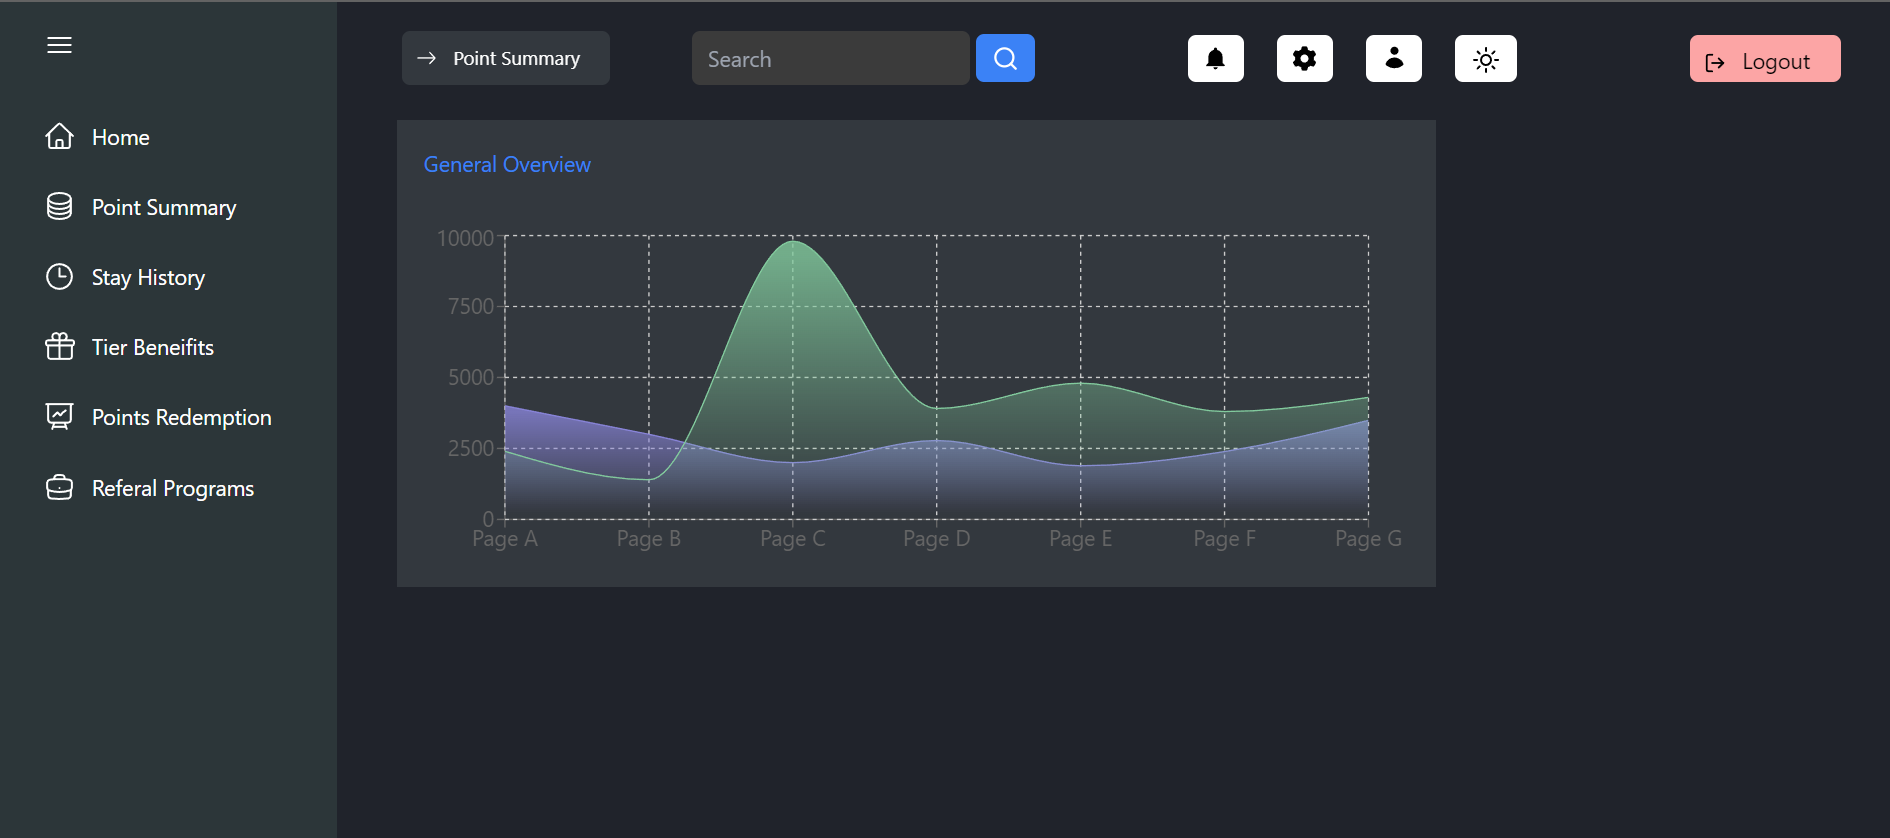 Point Summary
Search
Logout
Home
Point Summary
Stay History
Tier Beneifits
Points Redemption
Referal Programs
General Overview
10000
7500
5000
2500
0
Page A Page B Page C Page D Page E Page F Page G